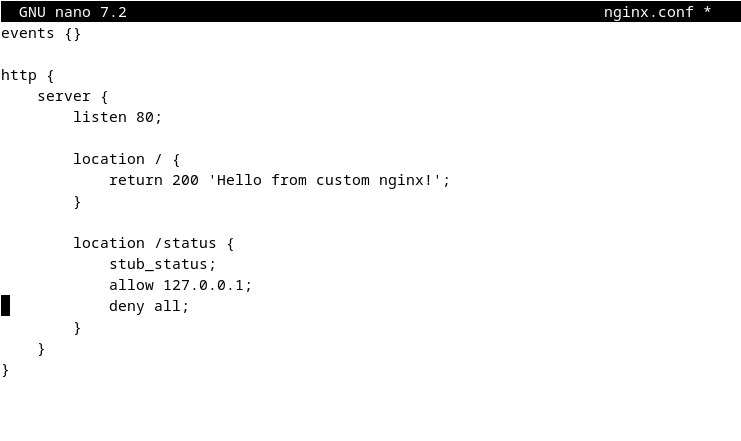 GNU nano 7.2 nginx.conf *
events {}

http {
    server {
        listen 80;

        location / {
            return 200 'Hello from custom nginx!';
        }

        location /status {
            stub_status;
            allow 127.0.0.1;
            deny all;
        }
    }
}